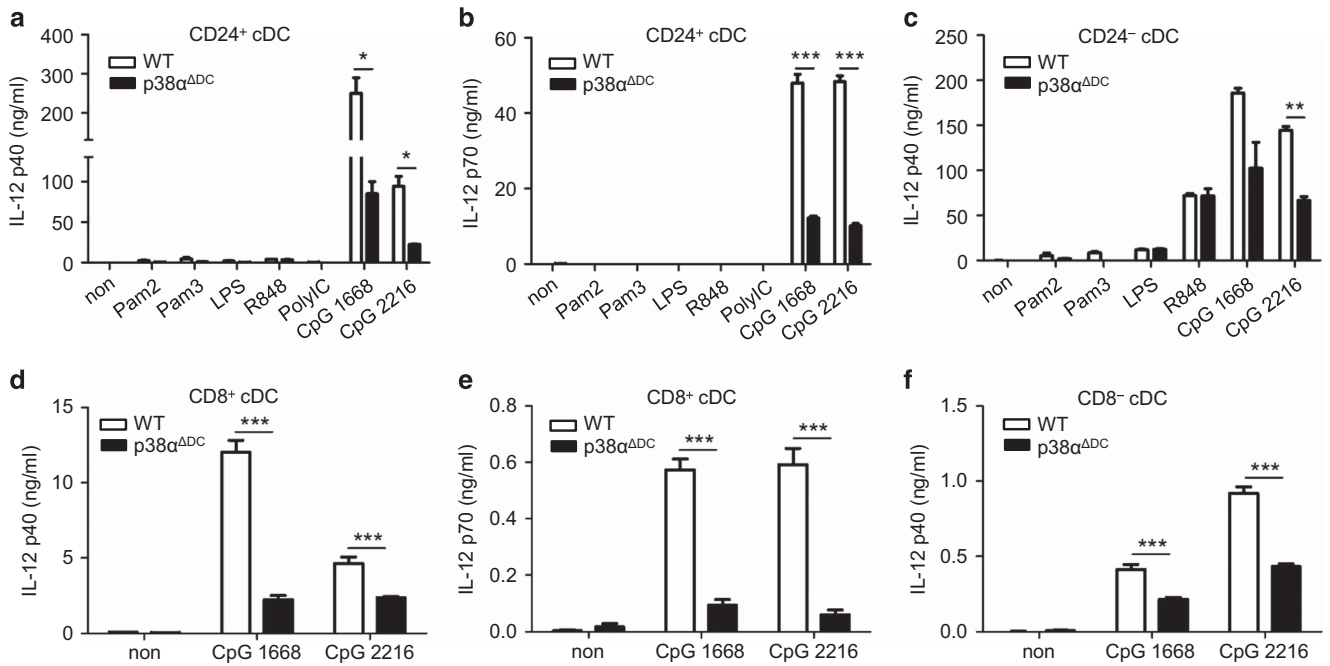 a
CD24⁺ cDC
WT
p38α^ΔDC
IL-12 p40 (ng/ml)
400
300
200
100
50
0
*
*
non
Pam2
Pam3
LPS
R848
PolyIC
CpG 1668
CpG 2216
b
CD24⁺ cDC
WT
p38α^ΔDC
IL-12 p70 (ng/ml)
60
40
20
0
***
***
non
Pam2
Pam3
LPS
R848
PolyIC
CpG 1668
CpG 2216
c
CD24⁻ cDC
WT
p38α^ΔDC
IL-12 p40 (ng/ml)
250
200
150
100
50
0
**
non
Pam2
Pam3
LPS
R848
CpG 1668
CpG 2216
d
CD8⁺ cDC
WT
p38α^ΔDC
IL-12 p40 (ng/ml)
15
10
5
0
***
***
non
CpG 1668
CpG 2216
e
CD8⁺ cDC
WT
p38α^ΔDC
IL-12 p70 (ng/ml)
0.8
0.6
0.4
0.2
0.0
***
***
non
CpG 1668
CpG 2216
f
CD8⁻ cDC
WT
p38α^ΔDC
IL-12 p40 (ng/ml)
1.5
1.0
0.5
0.0
***
***
non
CpG 1668
CpG 2216